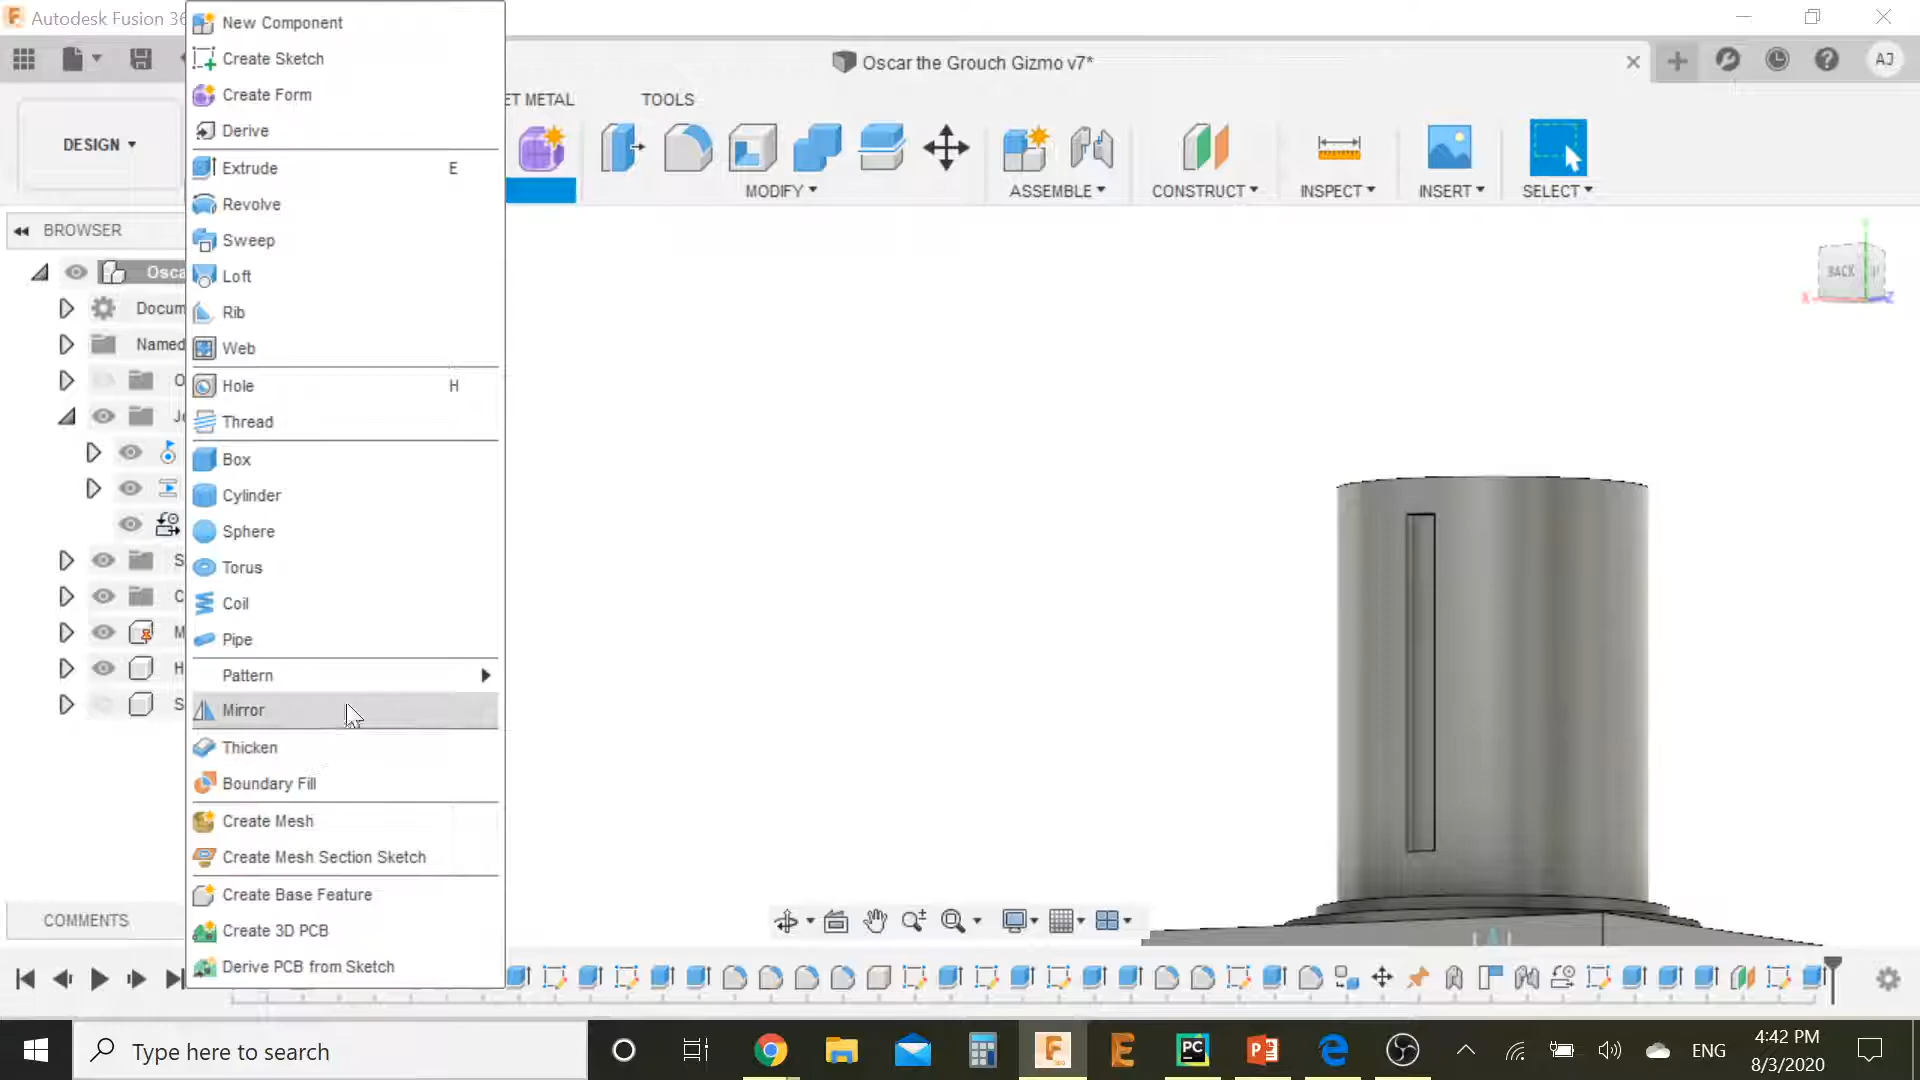 Autodesk Fusion 36
Oscar the Grouch Gizmo v7*
AJ
DESIGN
ET METAL
TOOLS
MODIFY
ASSEMBLE
CONSTRUCT
INSPECT
INSERT
SELECT
BROWSER
Osca
Docum
Named
O
J
S
C
M
H
S
COMMENTS
New Component
Create Sketch
Create Form
Derive
Extrude E
Revolve
Sweep
Loft
Rib
Web
Hole H
Thread
Box
Cylinder
Sphere
Torus
Coil
Pipe
Pattern
Mirror
Thicken
Boundary Fill
Create Mesh
Create Mesh Section Sketch
Create Base Feature
Create 3D PCB
Derive PCB from Sketch
BACK
X
Z
Type here to search
ENG
4:42 PM
8/3/2020